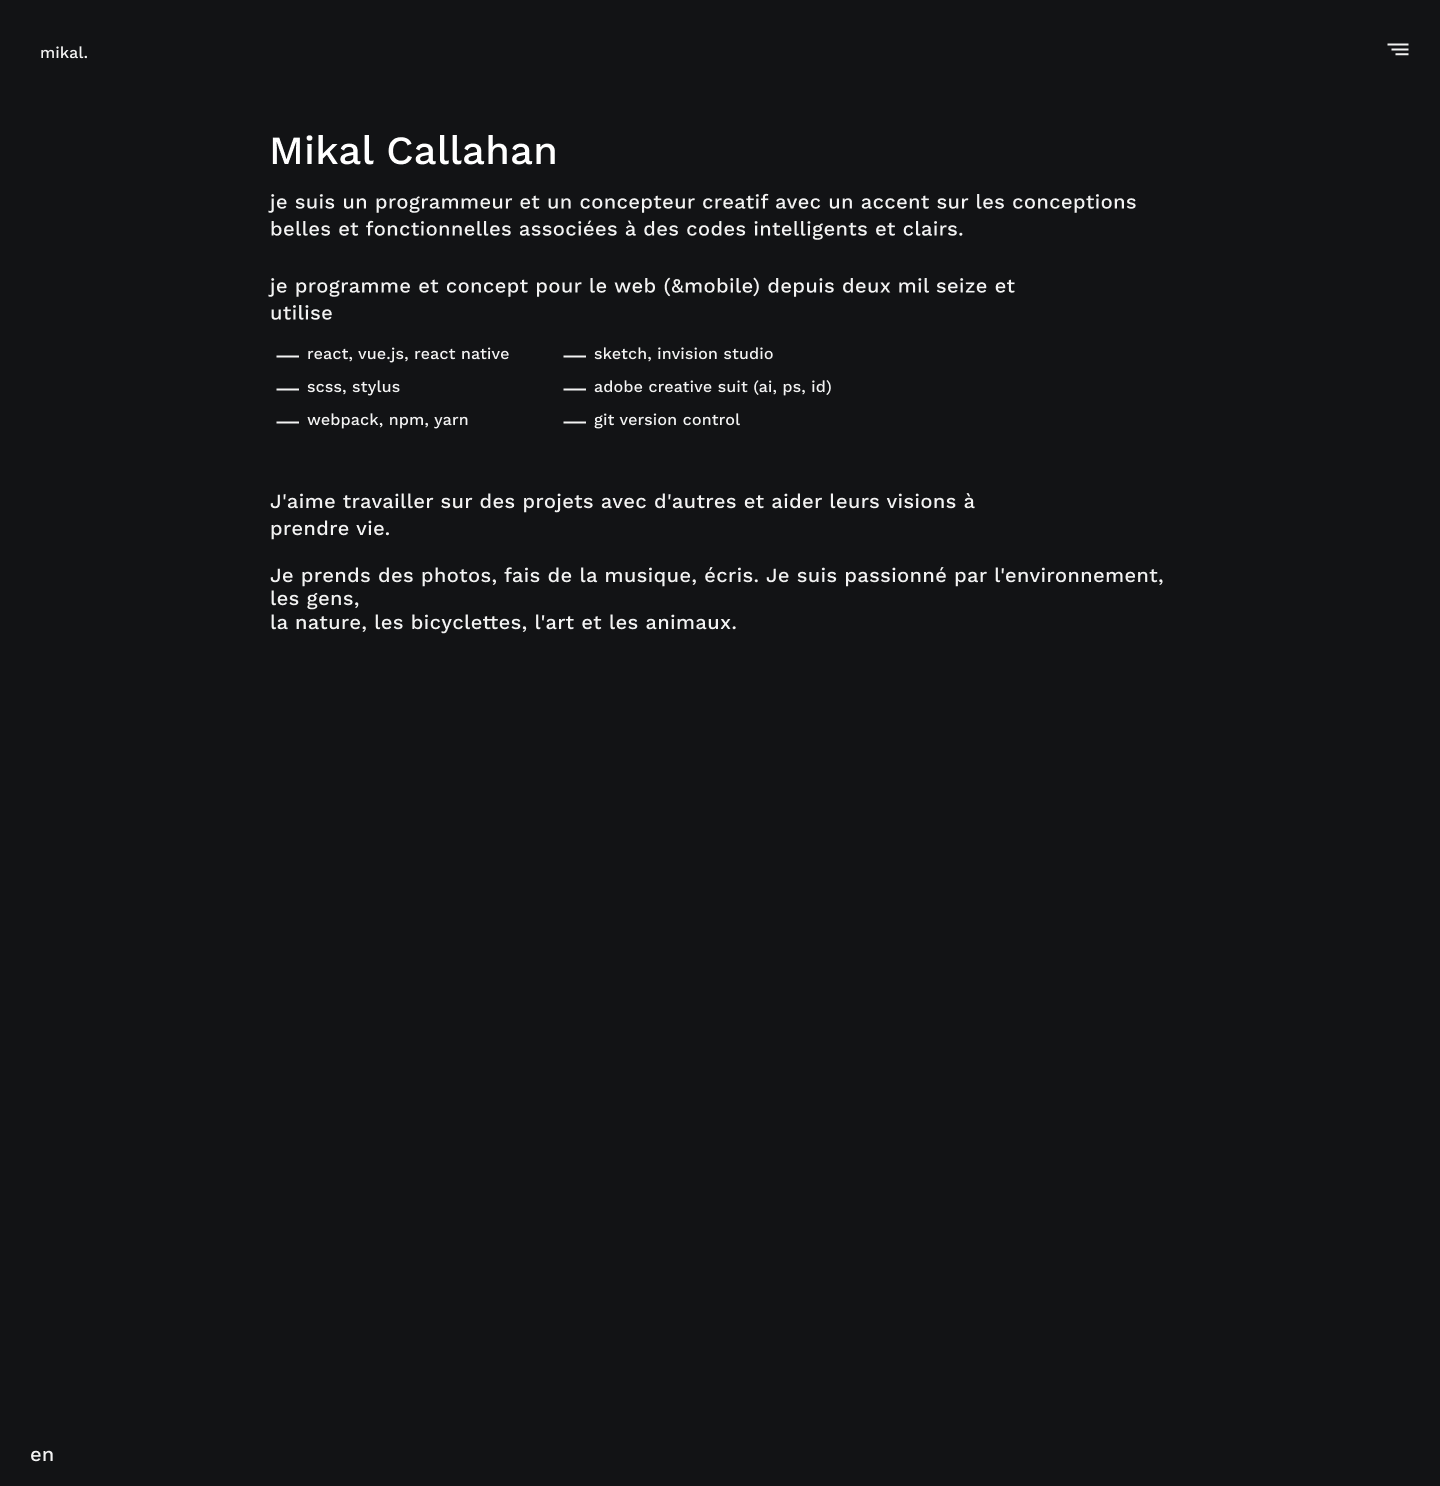 mikal.
Mikal Callahan
je suis un programmeur et un concepteur creatif avec un accent sur les conceptions
belles et fonctionnelles associées à des codes intelligents et clairs.
je programme et concept pour le web (&mobile) depuis deux mil seize et
utilise
react, vue.js, react native
scss, stylus
webpack, npm, yarn
sketch, invision studio
adobe creative suit (ai, ps, id)
git version control
J'aime travailler sur des projets avec d'autres et aider leurs visions à
prendre vie.
Je prends des photos, fais de la musique, écris. Je suis passionné par l'environnement,
les gens,
la nature, les bicyclettes, l'art et les animaux.
en